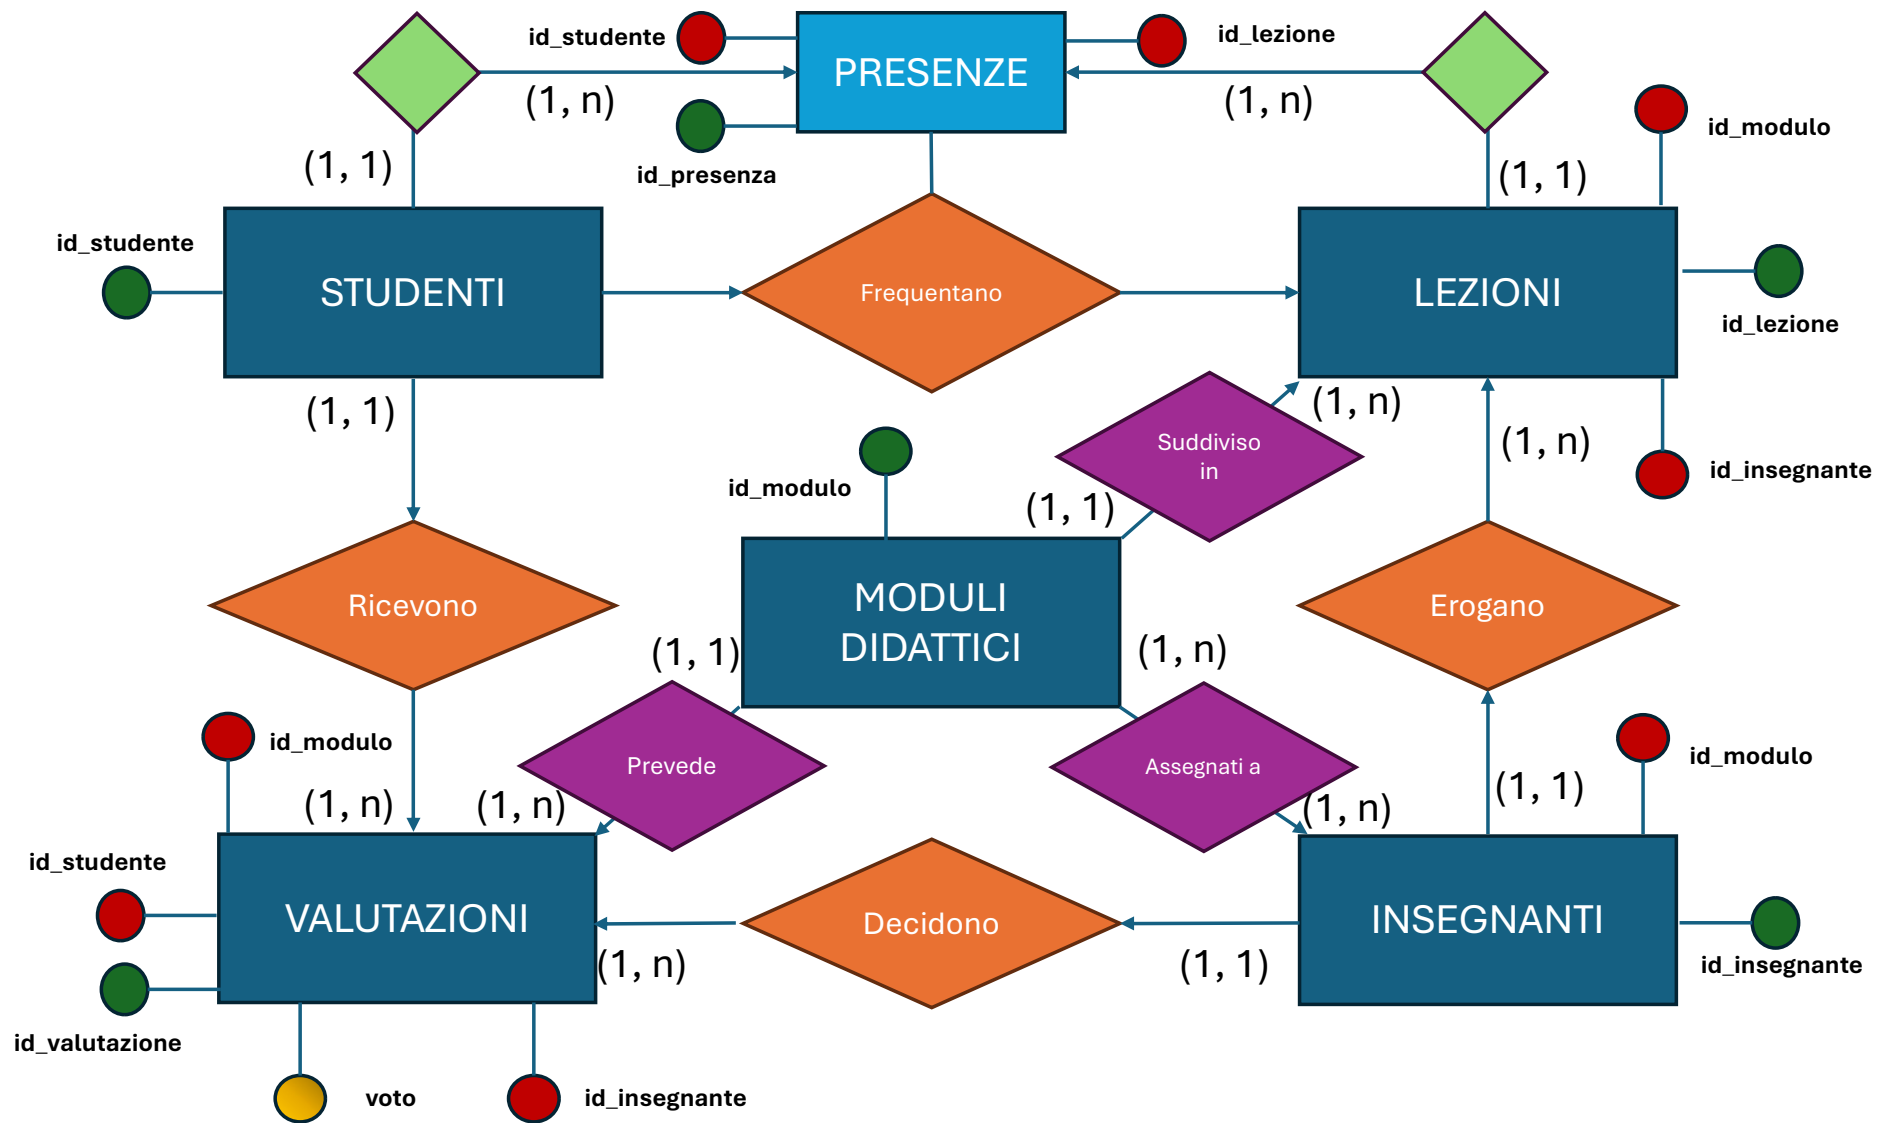 id_studente
PRESENZE
id_lezione
(1, n)
(1, n)
id_modulo
(1, 1)
id_presenza
(1, 1)
id_studente
STUDENTI
Frequentano
LEZIONI
id_lezione
(1, 1)
(1, n)
Suddiviso
in
(1, n)
id_insegnante
id_modulo
(1, 1)
Ricevono
MODULI
DIDATTICI
Erogano
(1, 1)
(1, n)
id_modulo
Prevede
Assegnati a
id_modulo
(1, n)
(1, n)
(1, n)
(1, 1)
id_studente
VALUTAZIONI
Decidono
INSEGNANTI
(1, n)
(1, 1)
id_insegnante
id_valutazione
voto
id_insegnante